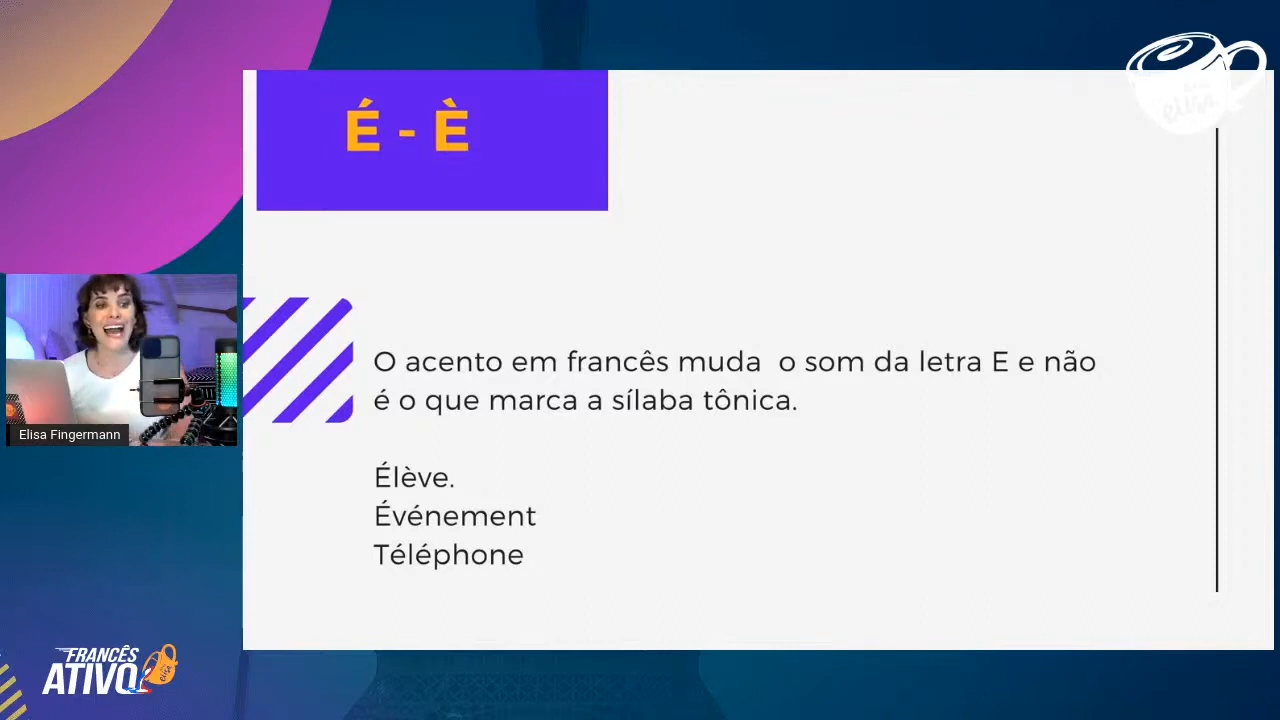 É - È
O acento em francês muda  o som da letra E e não
é o que marca a sílaba tônica.
Élève.
Événement
Téléphone
Elisa Fingermann
FRANCÊS
ATIVO
elisa